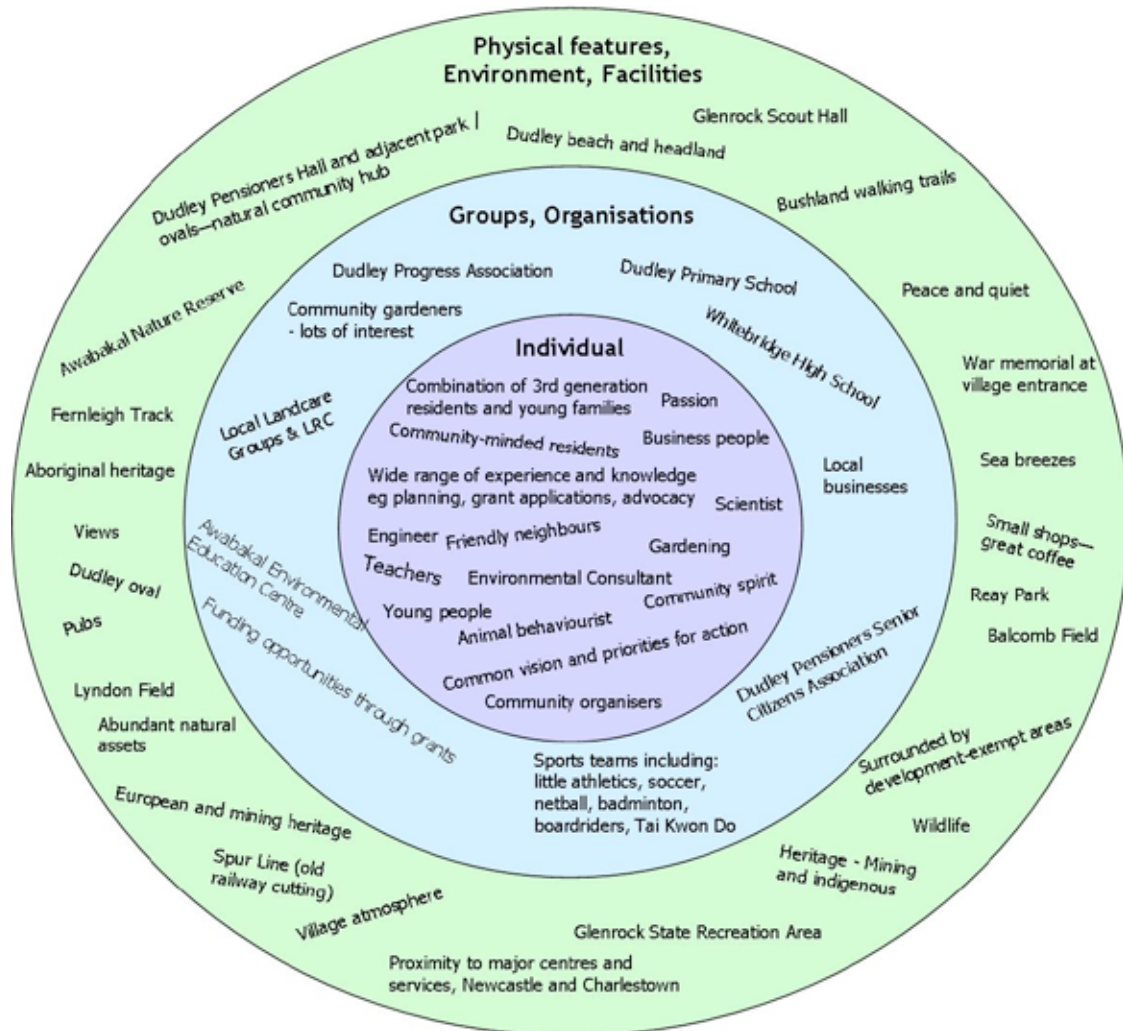 Physical features,
Environment, Facilities
Glenrock Scout Hall
Dudley beach and headland
Dudley Pensioners Hall and adjacent park |
ovals—natural community hub
Bushland walking trails
Awabakal Nature Reserve
Peace and quiet
Fernleigh Track
War memorial at
village entrance
Aboriginal heritage
Sea breezes
Views
Small shops—
great coffee
Dudley oval
Reay Park
Pubs
Balcomb Field
Lyndon Field
Abundant natural
assets
Surrounded by
development-exempt areas
European and mining heritage
Wildlife
Spur Line (old
railway cutting)
Heritage - Mining
and indigenous
Village atmosphere
Glenrock State Recreation Area
Proximity to major centres and
services, Newcastle and Charlestown
Groups, Organisations
Dudley Progress Association
Dudley Primary School
Community gardeners
- lots of interest
Whitebridge High School
Local Landcare
Groups & LRC
Local
businesses
Awabakal Environmental
Education Centre
Funding opportunities through grants
Dudley Pensioners Senior
Citizens Association
Sports teams including:
little athletics, soccer,
netball, badminton,
boardriders, Tai Kwon Do
Individual
Combination of 3rd generation
residents and young families
Passion
Community-minded residents
Business people
Wide range of experience and knowledge
eg planning, grant applications, advocacy
Scientist
Engineer
Friendly neighbours
Gardening
Teachers
Environmental Consultant
Community spirit
Young people
Animal behaviourist
Common vision and priorities for action
Community organisers